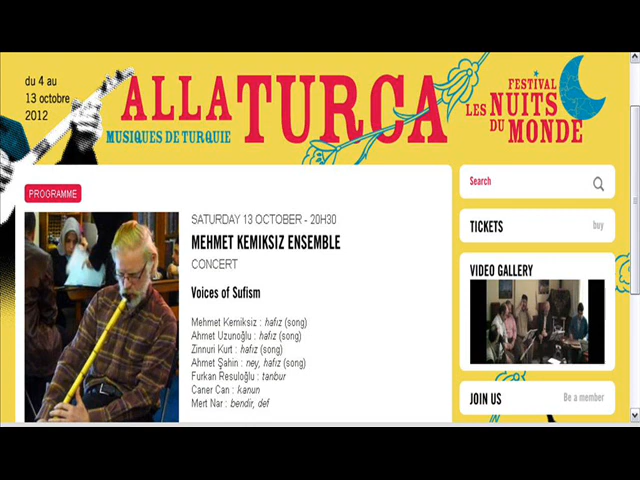 du 4 au
13 octobre
2012
ALLATURCA
MUSIQUES DE TURQUIE
FESTIVAL
LES NUITS
DU MONDE
PROGRAMME
SATURDAY 13 OCTOBER - 20H30
MEHMET KEMIKSIZ ENSEMBLE
CONCERT
Voices of Sufism
Mehmet Kemiksiz : hafız (song)
Ahmet Uzunoğlu : hafız (song)
Zinnuri Kurt : hafız (song)
Ahmet Şahin : ney, hafız (song)
Furkan Resuloğlu : tanbur
Caner Can : kanun
Mert Nar : bendir, def
Search
TICKETS
buy
VIDEO GALLERY
JOIN US
Be a member